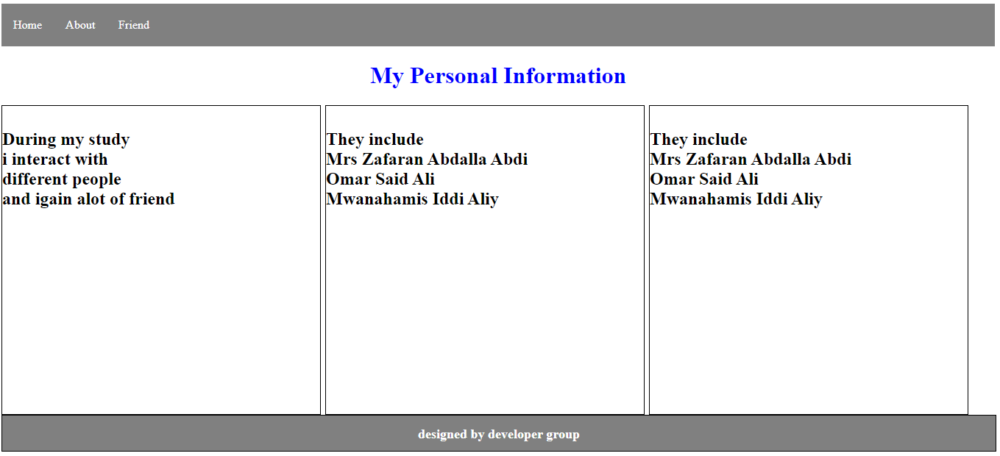 Home About Friend
My Personal Information
During my study
i interact with
different people
and igain alot of friend
They include
Mrs Zafaran Abdalla Abdi
Omar Said Ali
Mwanahamis Iddi Aliy
They include
Mrs Zafaran Abdalla Abdi
Omar Said Ali
Mwanahamis Iddi Aliy
designed by developer group